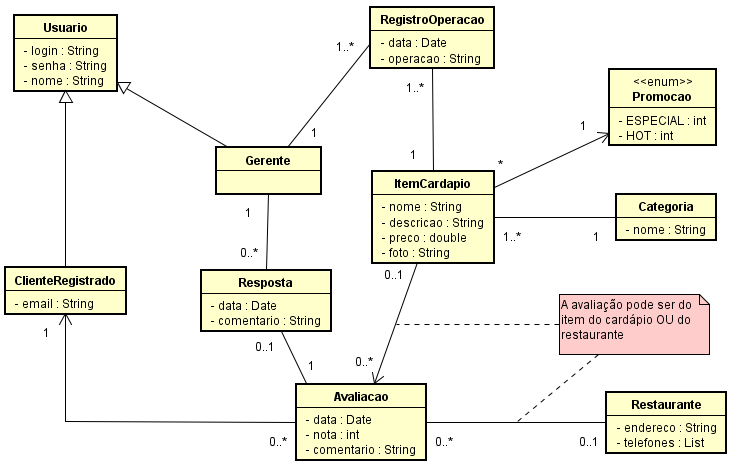 Usuario
- login : String
- senha : String
- nome : String
RegistroOperacao
- data : Date
- operacao : String
1..*
1
1..*
1
<<enum>>
Promocao
- ESPECIAL : int
- HOT : int
1
*
Gerente
1
0..*
ItemCardapio
- nome : String
- descricao : String
- preco : double
- foto : String
Categoria
- nome : String
1..*
1
ClienteRegistrado
- email : String
1
Resposta
- data : Date
- comentario : String
0..1
1
0..1
0..*
A avaliação pode ser do
item do cardápio OU do
restaurante
Avaliacao
- data : Date
- nota : int
- comentario : String
0..*
0..*
0..1
Restaurante
- endereco : String
- telefones : List